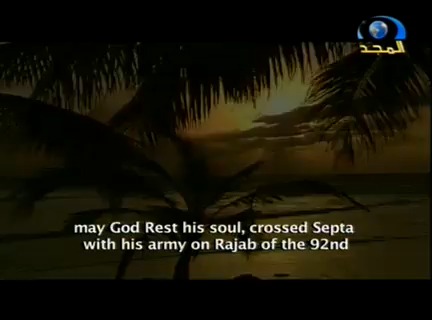 المجد
may God Rest his soul, crossed Septa
with his army on Rajab of the 92nd